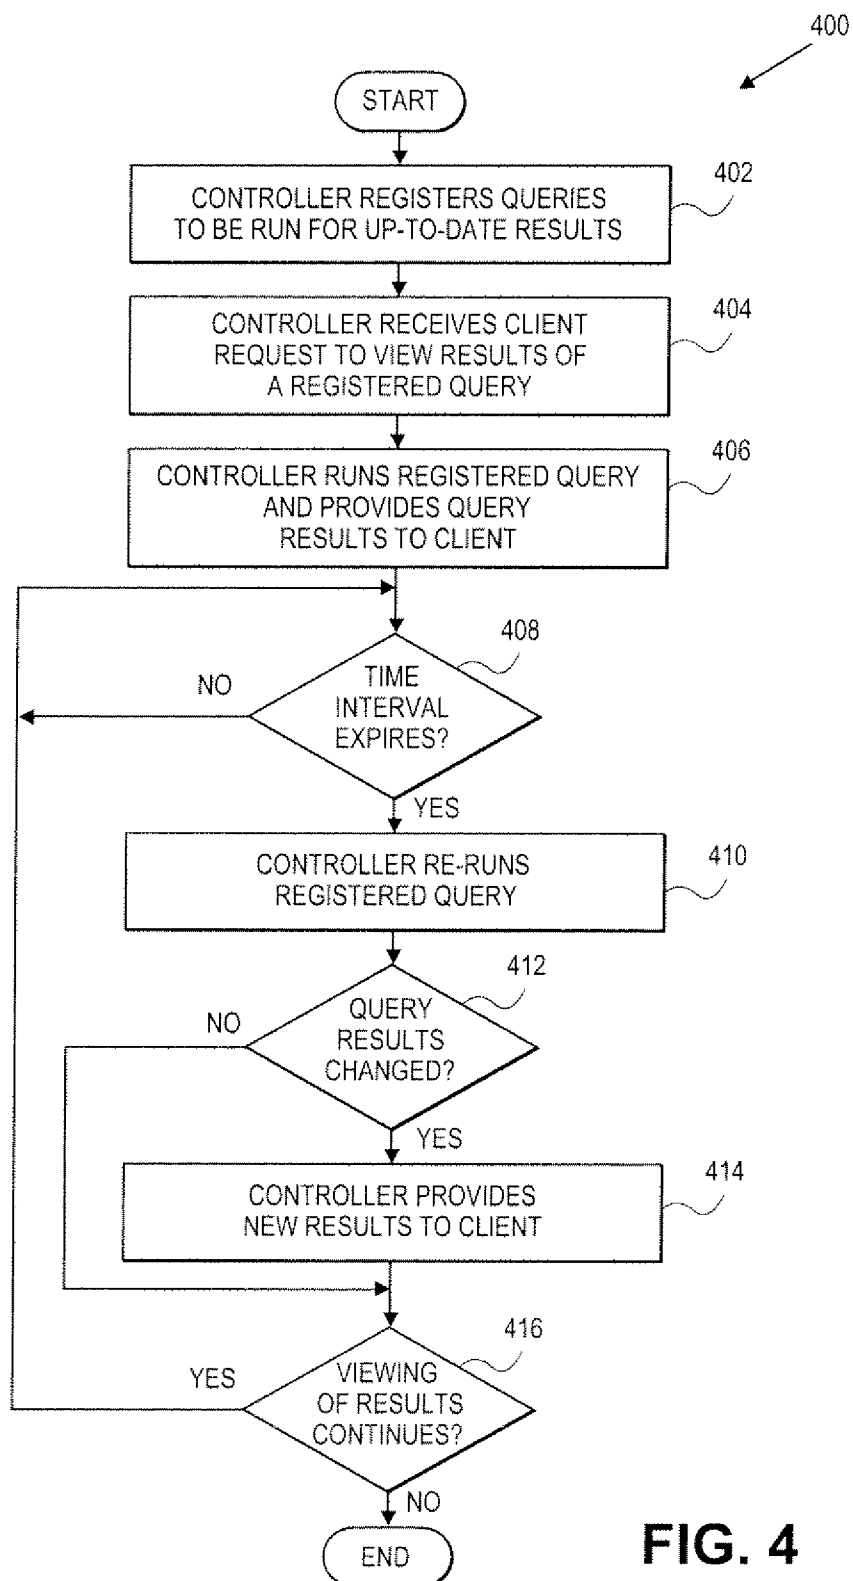 400
START
402
CONTROLLER REGISTERS QUERIES
TO BE RUN FOR UP-TO-DATE RESULTS
404
CONTROLLER RECEIVES CLIENT
REQUEST TO VIEW RESULTS OF
A REGISTERED QUERY
406
CONTROLLER RUNS REGISTERED QUERY
AND PROVIDES QUERY
RESULTS TO CLIENT
408
NO
TIME
INTERVAL
EXPIRES?
YES
410
CONTROLLER RE-RUNS
REGISTERED QUERY
412
NO
QUERY
RESULTS
CHANGED?
YES
414
CONTROLLER PROVIDES
NEW RESULTS TO CLIENT
416
YES
VIEWING
OF RESULTS
CONTINUES?
NO
END
FIG. 4